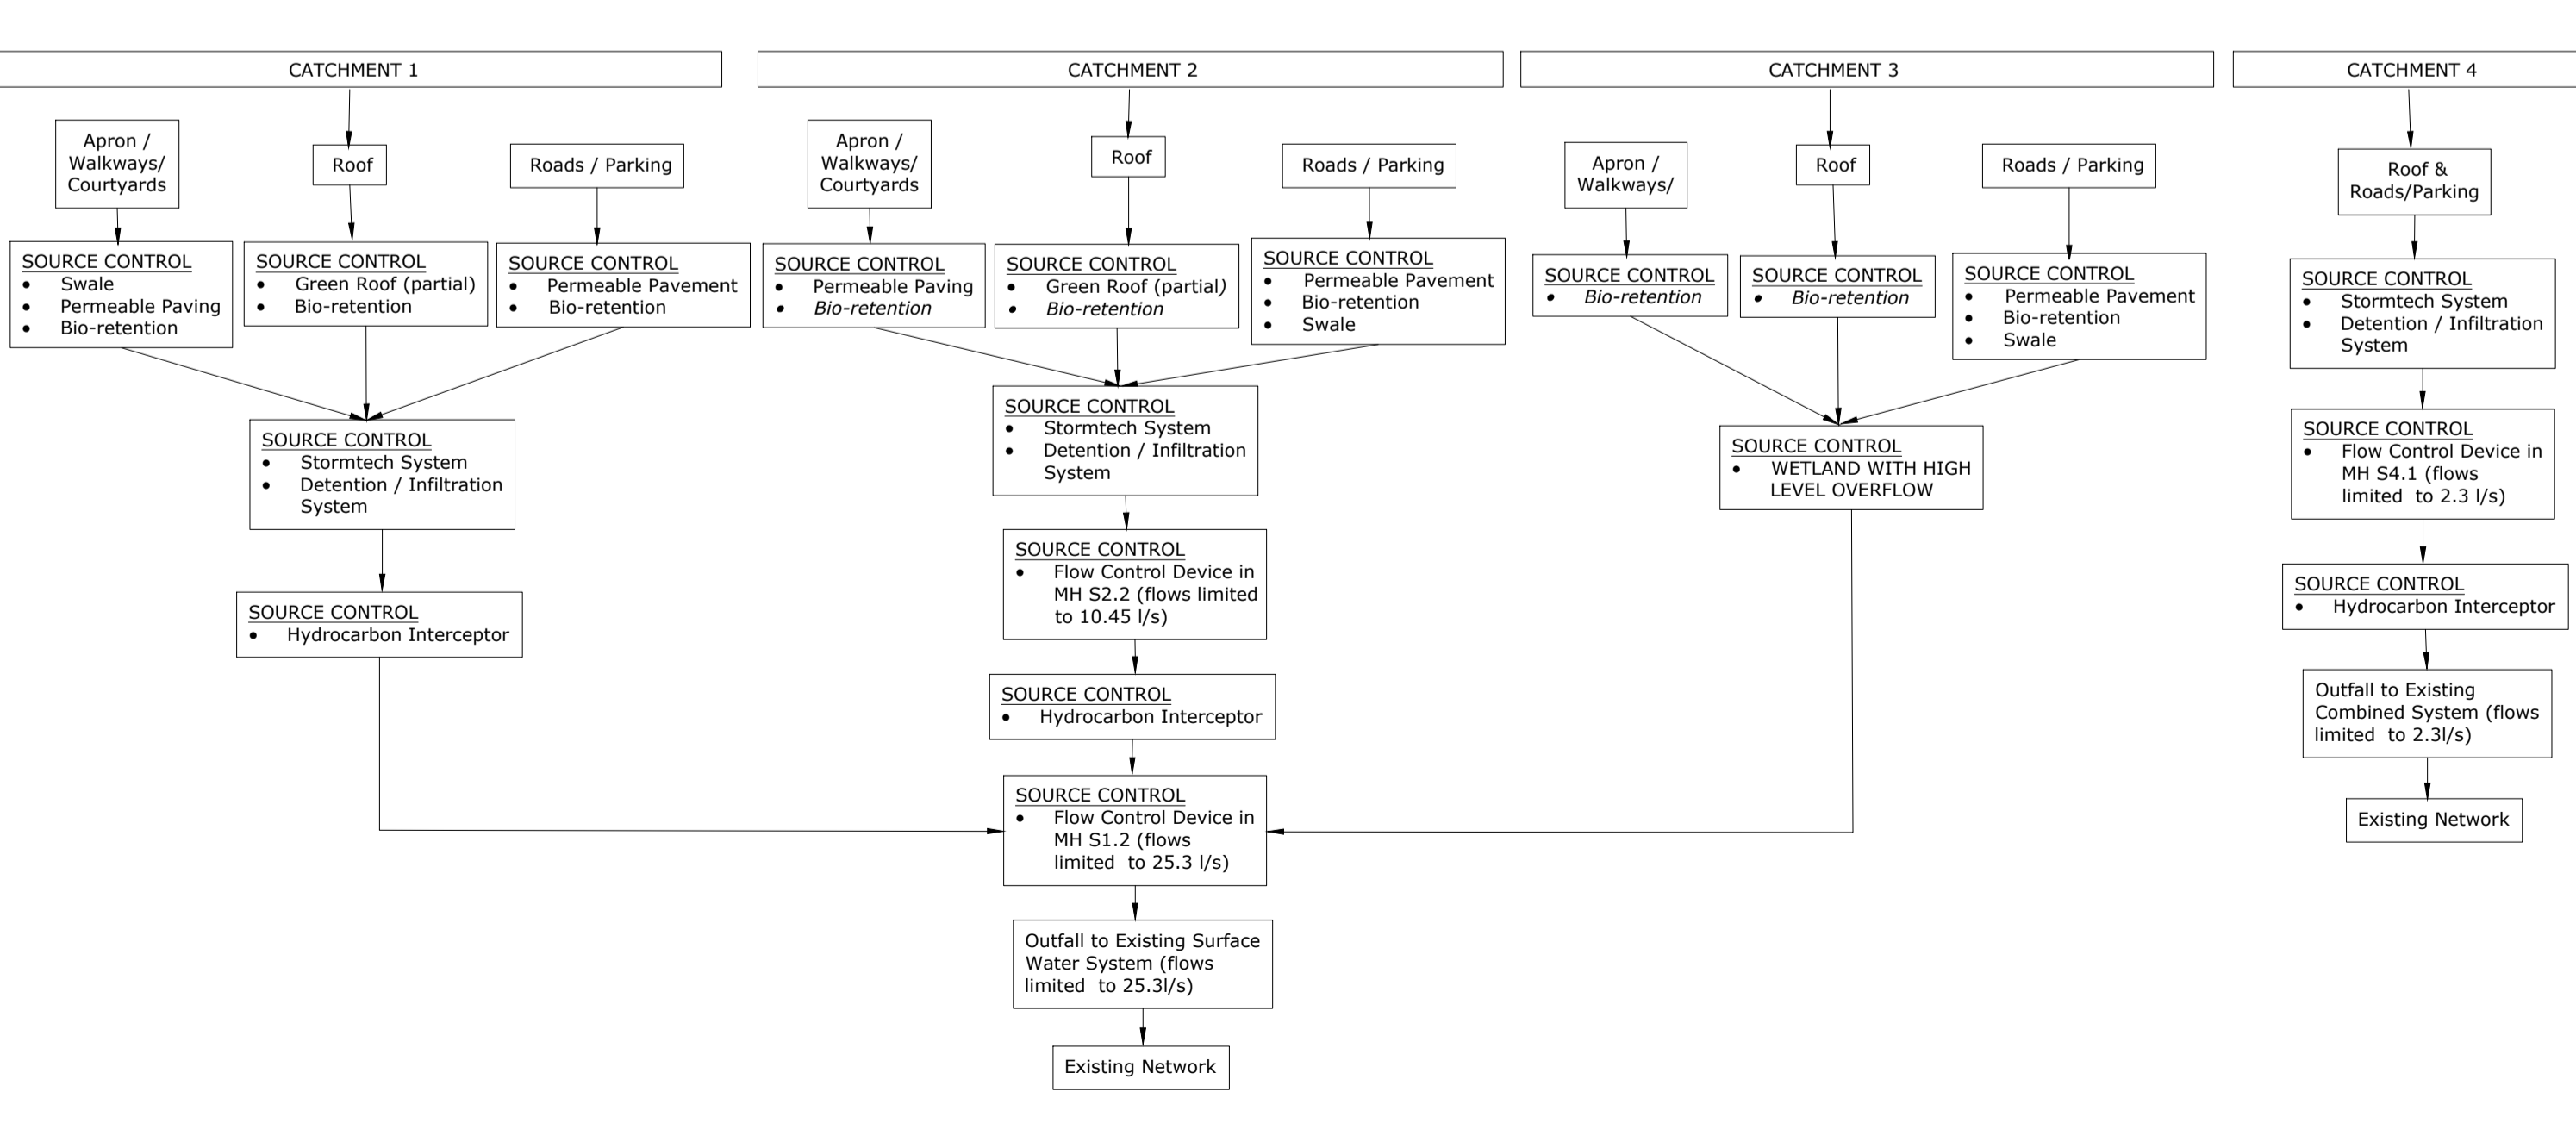 CATCHMENT 1
Apron /
Walkways/
Courtyards
Roof
Roads / Parking
SOURCE CONTROL
• Swale
• Permeable Paving
• Bio-retention
SOURCE CONTROL
• Green Roof (partial)
• Bio-retention
SOURCE CONTROL
• Permeable Pavement
• Bio-retention
SOURCE CONTROL
• Stormtech System
• Detention / Infiltration
System
SOURCE CONTROL
• Hydrocarbon Interceptor
CATCHMENT 2
Apron /
Walkways/
Courtyards
Roof
Roads / Parking
SOURCE CONTROL
• Permeable Paving
• Bio-retention
SOURCE CONTROL
• Green Roof (partial)
• Bio-retention
SOURCE CONTROL
• Permeable Pavement
• Bio-retention
• Swale
SOURCE CONTROL
• Stormtech System
• Detention / Infiltration
System
SOURCE CONTROL
• Flow Control Device in
MH S2.2 (flows limited
to 10.45 l/s)
SOURCE CONTROL
• Hydrocarbon Interceptor
SOURCE CONTROL
• Flow Control Device in
MH S1.2 (flows
limited to 25.3 l/s)
Outfall to Existing Surface
Water System (flows
limited to 25.3l/s)
Existing Network
CATCHMENT 3
Apron /
Walkways/
Roof
Roads / Parking
SOURCE CONTROL
• Bio-retention
SOURCE CONTROL
• Bio-retention
SOURCE CONTROL
• Permeable Pavement
• Bio-retention
• Swale
SOURCE CONTROL
• WETLAND WITH HIGH
LEVEL OVERFLOW
CATCHMENT 4
Roof &
Roads/Parking
SOURCE CONTROL
• Stormtech System
• Detention / Infiltration
System
SOURCE CONTROL
• Flow Control Device in
MH S4.1 (flows
limited to 2.3 l/s)
SOURCE CONTROL
• Hydrocarbon Interceptor
Outfall to Existing
Combined System (flows
limited to 2.3l/s)
Existing Network